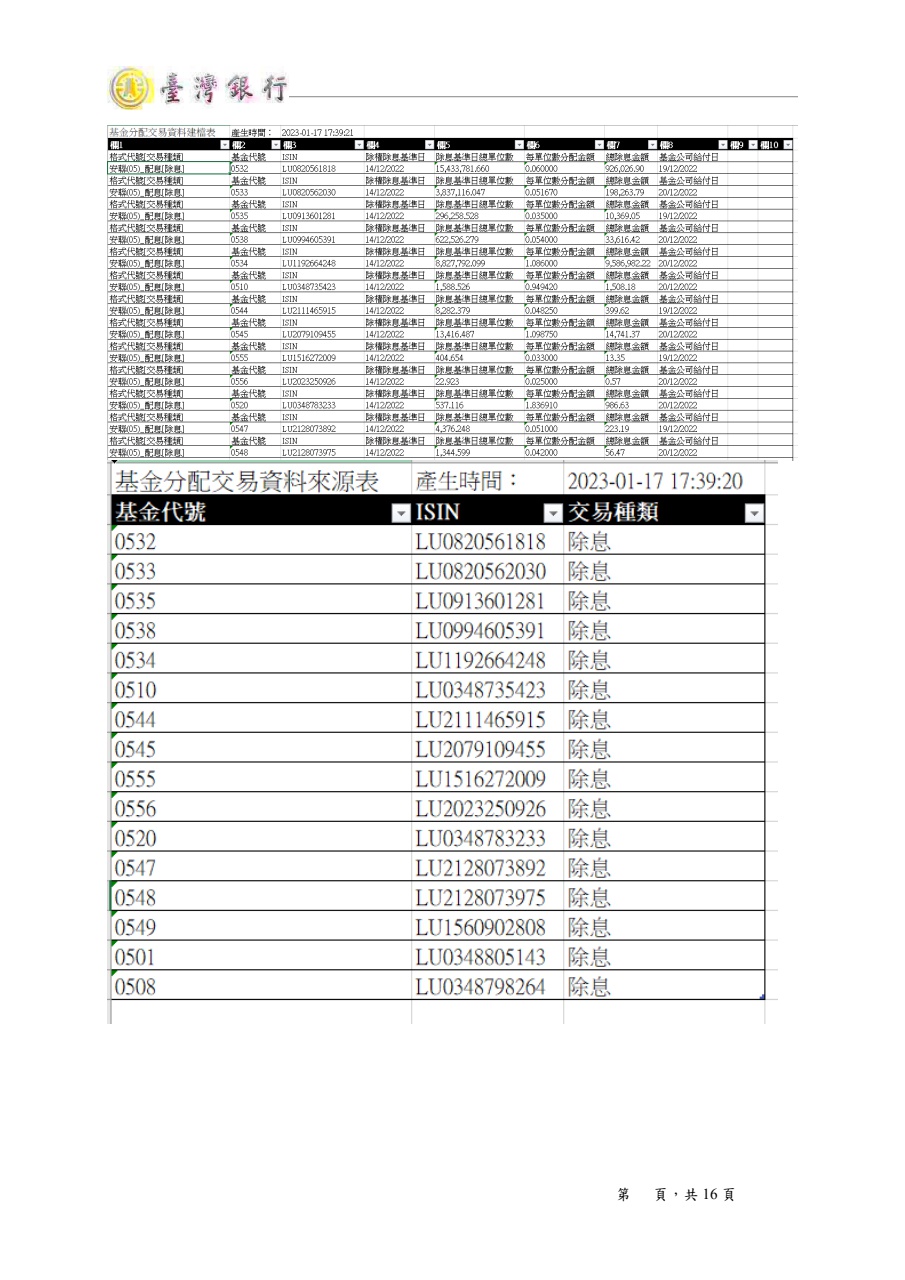 臺灣銀行
基金分配交易資料建檔表 產生時間： 2023-01-17 17:39:21
欄1 欄2 欄3 欄4 欄5 欄6 欄7 欄8 欄9 欄10
格式代號[交易種類] 基金代號 ISIN 除權除息基準日 除息基準日總單位數 每單位數分配金額 總除息金額 基金公司給付日
安聯(05)_配息[除息] 0532 LU0820561818 14/12/2022 15,433,781.660 0.060000 926,026.90 19/12/2022
格式代號[交易種類] 基金代號 ISIN 除權除息基準日 除息基準日總單位數 每單位數分配金額 總除息金額 基金公司給付日
安聯(05)_配息[除息] 0533 LU0820562030 14/12/2022 3,837,116.047 0.051670 198,263.79 20/12/2022
格式代號[交易種類] 基金代號 ISIN 除權除息基準日 除息基準日總單位數 每單位數分配金額 總除息金額 基金公司給付日
安聯(05)_配息[除息] 0535 LU0913601281 14/12/2022 296,258.528 0.035000 10,369.05 19/12/2022
格式代號[交易種類] 基金代號 ISIN 除權除息基準日 除息基準日總單位數 每單位數分配金額 總除息金額 基金公司給付日
安聯(05)_配息[除息] 0538 LU0994605391 14/12/2022 622,526.279 0.054000 33,616.42 20/12/2022
格式代號[交易種類] 基金代號 ISIN 除權除息基準日 除息基準日總單位數 每單位數分配金額 總除息金額 基金公司給付日
安聯(05)_配息[除息] 0534 LU1192664248 14/12/2022 8,827,792.099 1.086000 9,586,982.22 20/12/2022
格式代號[交易種類] 基金代號 ISIN 除權除息基準日 除息基準日總單位數 每單位數分配金額 總除息金額 基金公司給付日
安聯(05)_配息[除息] 0510 LU0348735423 14/12/2022 1,588.526 0.949420 1,508.18 20/12/2022
格式代號[交易種類] 基金代號 ISIN 除權除息基準日 除息基準日總單位數 每單位數分配金額 總除息金額 基金公司給付日
安聯(05)_配息[除息] 0544 LU2111465915 14/12/2022 8,282.379 0.048250 399.62 19/12/2022
格式代號[交易種類] 基金代號 ISIN 除權除息基準日 除息基準日總單位數 每單位數分配金額 總除息金額 基金公司給付日
安聯(05)_配息[除息] 0545 LU2079109455 14/12/2022 13,416.487 1.098750 14,741.37 20/12/2022
格式代號[交易種類] 基金代號 ISIN 除權除息基準日 除息基準日總單位數 每單位數分配金額 總除息金額 基金公司給付日
安聯(05)_配息[除息] 0555 LU1516272009 14/12/2022 404.654 0.033000 13.35 19/12/2022
格式代號[交易種類] 基金代號 ISIN 除權除息基準日 除息基準日總單位數 每單位數分配金額 總除息金額 基金公司給付日
安聯(05)_配息[除息] 0556 LU2023250926 14/12/2022 22.923 0.025000 0.57 20/12/2022
格式代號[交易種類] 基金代號 ISIN 除權除息基準日 除息基準日總單位數 每單位數分配金額 總除息金額 基金公司給付日
安聯(05)_配息[除息] 0520 LU0348783233 14/12/2022 537.116 1.836910 986.63 20/12/2022
格式代號[交易種類] 基金代號 ISIN 除權除息基準日 除息基準日總單位數 每單位數分配金額 總除息金額 基金公司給付日
安聯(05)_配息[除息] 0547 LU2128073892 14/12/2022 4,376.248 0.051000 223.19 19/12/2022
格式代號[交易種類] 基金代號 ISIN 除權除息基準日 除息基準日總單位數 每單位數分配金額 總除息金額 基金公司給付日
安聯(05)_配息[除息] 0548 LU2128073975 14/12/2022 1,344.599 0.042000 56.47 19/12/2022
基金分配交易資料來源表 產生時間： 2023-01-17 17:39:20
基金代號 ISIN 交易種類
0532 LU0820561818 除息
0533 LU0820562030 除息
0535 LU0913601281 除息
0538 LU0994605391 除息
0534 LU1192664248 除息
0510 LU0348735423 除息
0544 LU2111465915 除息
0545 LU2079109455 除息
0555 LU1516272009 除息
0556 LU2023250926 除息
0520 LU0348783233 除息
0547 LU2128073892 除息
0548 LU2128073975 除息
0549 LU1560902808 除息
0501 LU0348805143 除息
0508 LU0348798264 除息
第 頁，共 16 頁